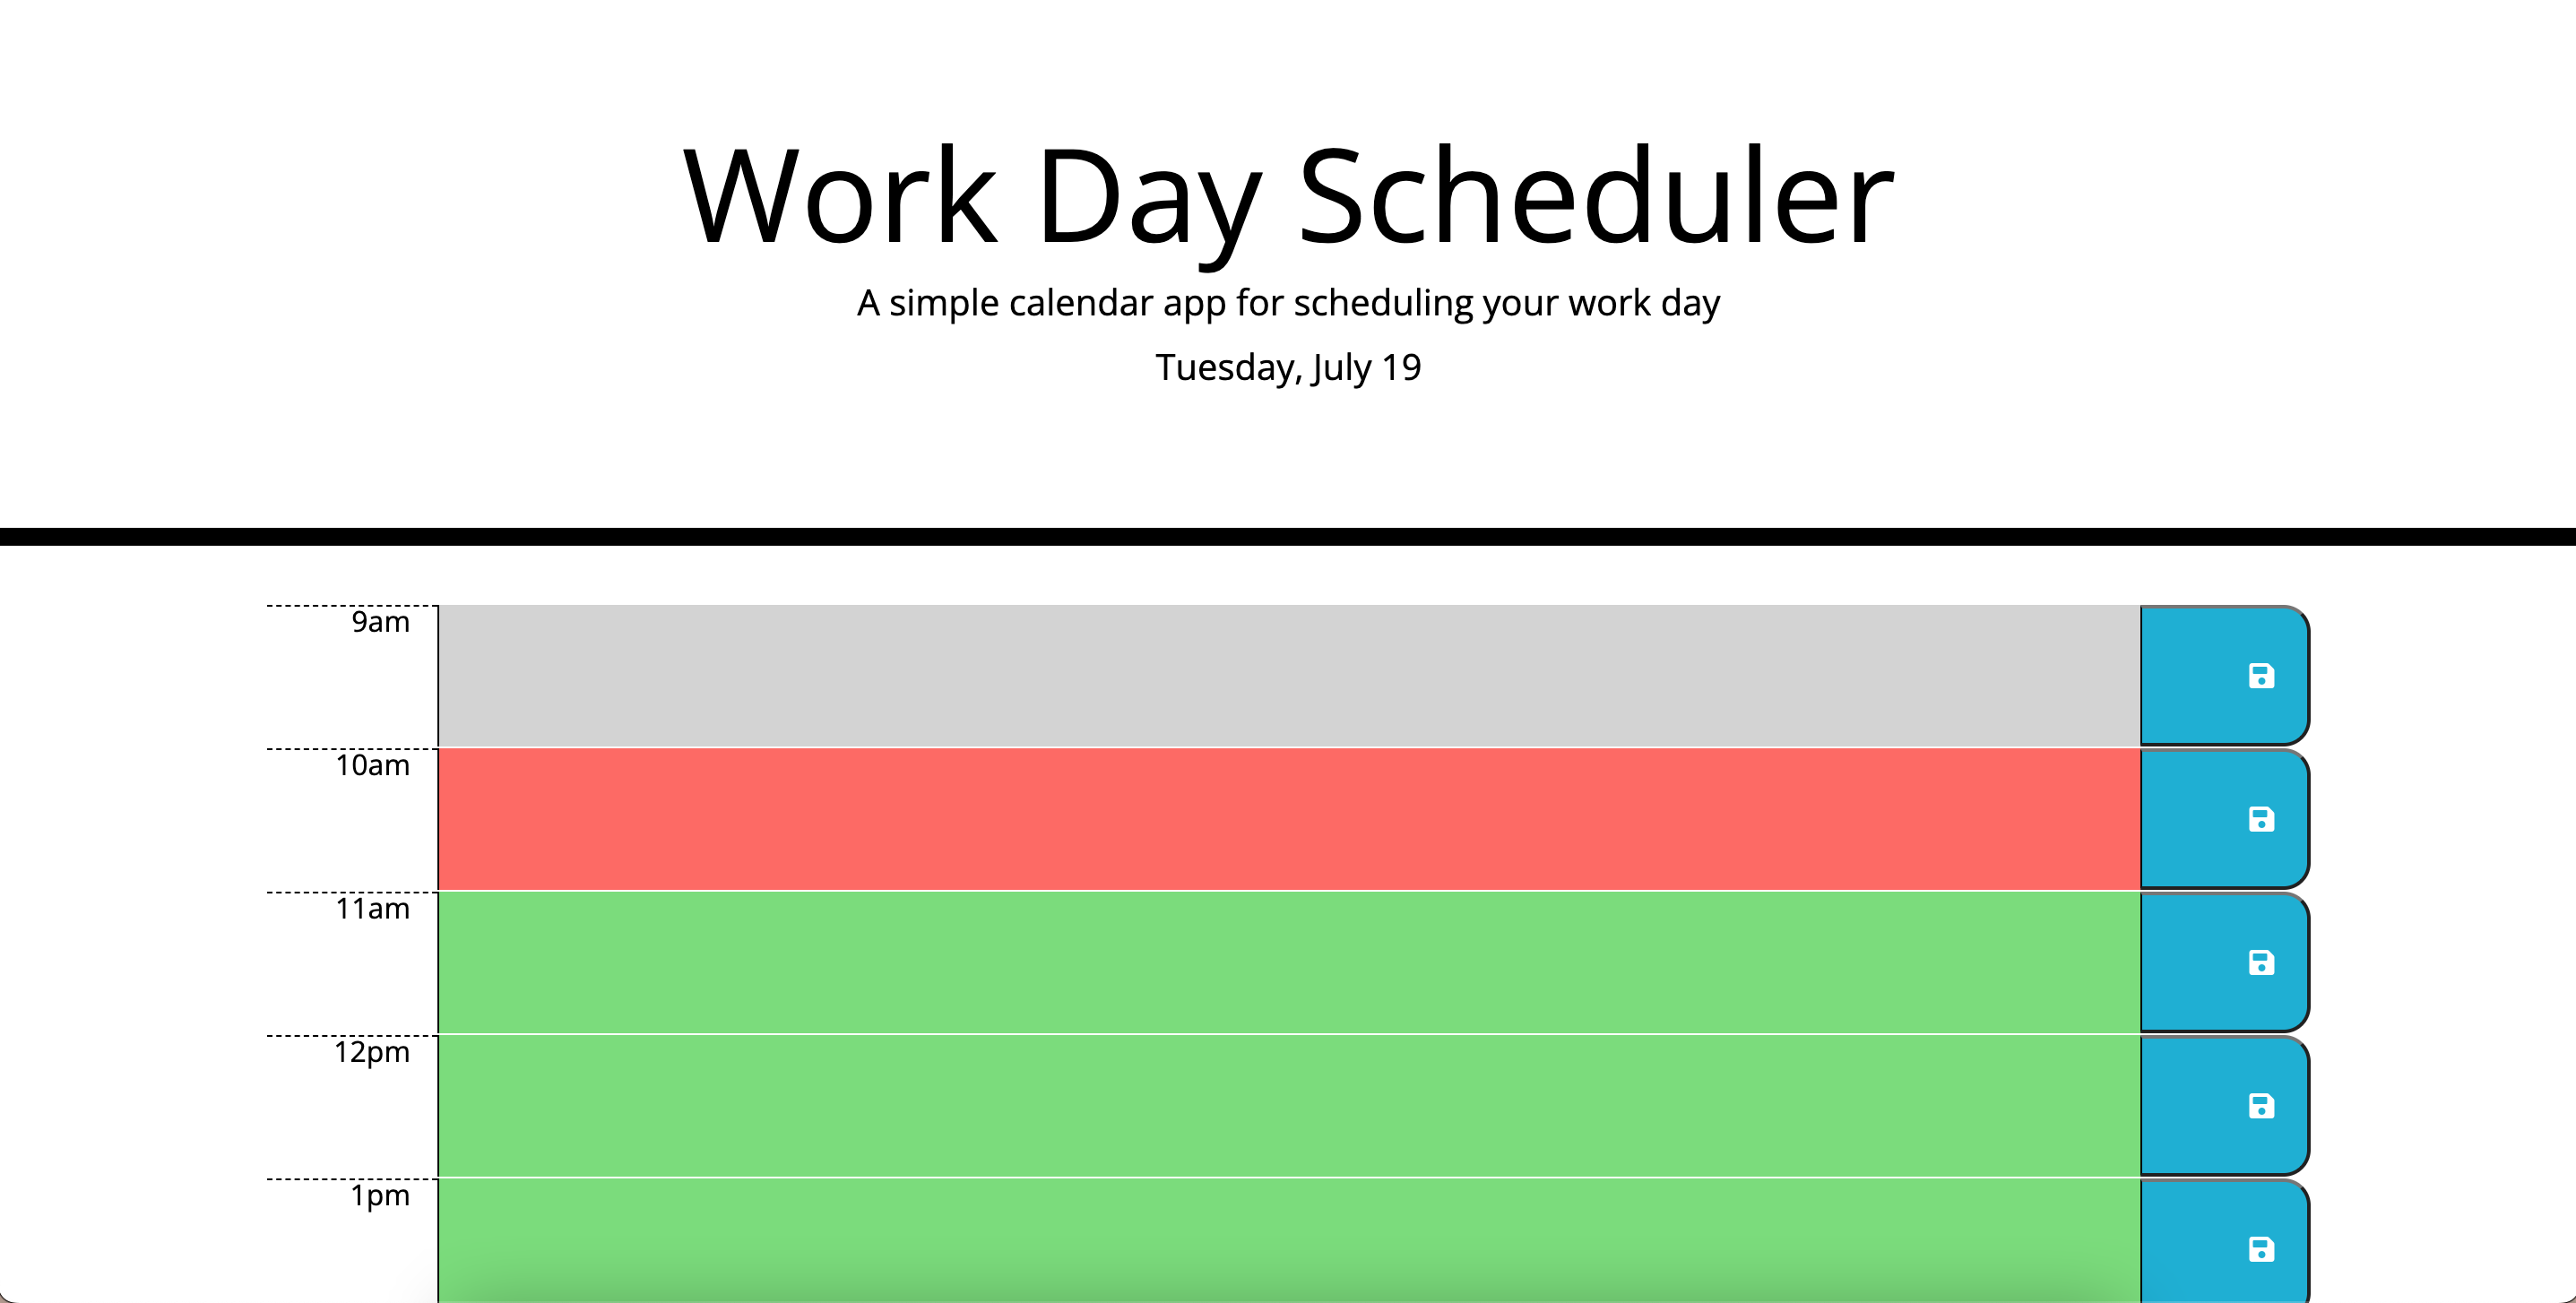 Work Day Scheduler
A simple calendar app for scheduling your work day
Tuesday, July 19
9am
10am
11am
12pm
1pm